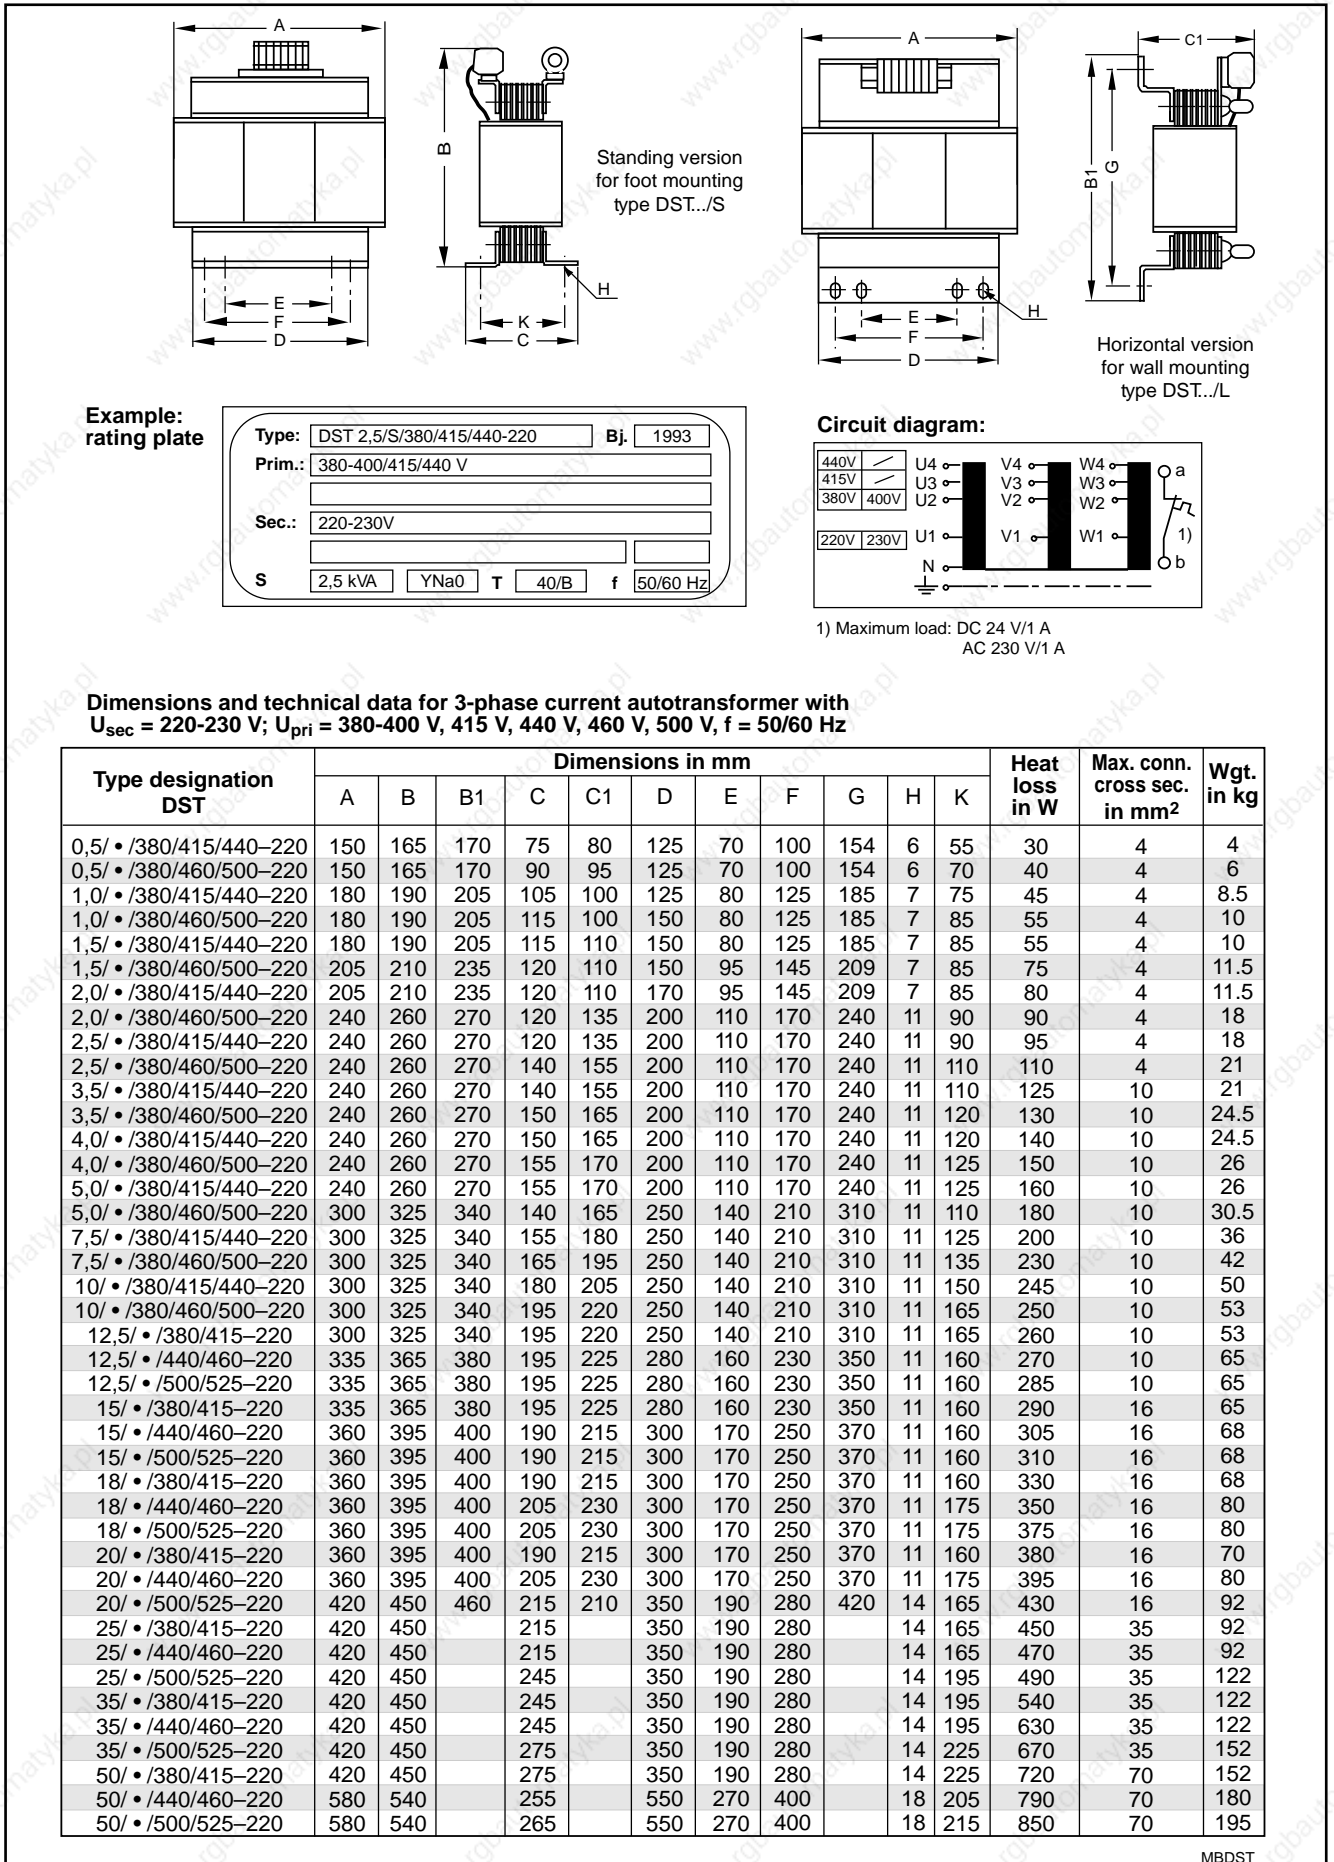 A
B
K
C
E
F
D
H
Standing version
for foot mounting
type DST.../S
A
C1
B1
G
E
F
D
H
Horizontal version
for wall mounting
type DST.../L
Example:
rating plate
Type: DST 2,5/S/380/415/440-220 Bj. 1993
Prim.: 380-400/415/440 V
Sec.: 220-230V
S 2,5 kVA YNa0 T 40/B f 50/60 Hz
Circuit diagram:
440V U4 V4 W4 a
415V U3 V3 W3
380V 400V U2 V2 W2
220V 230V U1 V1 W1 1)
N b
1) Maximum load: DC 24 V/1 A
AC 230 V/1 A
Dimensions and technical data for 3-phase current autotransformer with
Usec = 220-230 V; Upri = 380-400 V, 415 V, 440 V, 460 V, 500 V, f = 50/60 Hz
Type designation DST Dimensions in mm Heat loss in W Max. conn. cross sec. in mm2 Wgt. in kg
A B B1 C C1 D E F G H K
0,5/ • /380/415/440–220 150 165 170 75 80 125 70 100 154 6 55 30 4 4
0,5/ • /380/460/500–220 150 165 170 90 95 125 70 100 154 6 70 40 4 6
1,0/ • /380/415/440–220 180 190 205 105 100 125 80 125 185 7 75 45 4 8.5
1,0/ • /380/460/500–220 180 190 205 115 100 150 80 125 185 7 85 55 4 10
1,5/ • /380/415/440–220 180 190 205 115 110 150 80 125 185 7 85 55 4 10
1,5/ • /380/460/500–220 205 210 235 120 110 150 95 145 209 7 85 75 4 11.5
2,0/ • /380/415/440–220 205 210 235 120 110 170 95 145 209 7 85 80 4 11.5
2,0/ • /380/460/500–220 240 260 270 120 135 200 110 170 240 11 90 90 4 18
2,5/ • /380/415/440–220 240 260 270 120 135 200 110 170 240 11 90 95 4 18
2,5/ • /380/460/500–220 240 260 270 140 155 200 110 170 240 11 110 110 4 21
3,5/ • /380/415/440–220 240 260 270 140 155 200 110 170 240 11 110 125 10 21
3,5/ • /380/460/500–220 240 260 270 150 165 200 110 170 240 11 120 130 10 24.5
4,0/ • /380/415/440–220 240 260 270 150 165 200 110 170 240 11 120 140 10 24.5
4,0/ • /380/460/500–220 240 260 270 155 170 200 110 170 240 11 125 150 10 26
5,0/ • /380/415/440–220 240 260 270 155 170 200 110 170 240 11 125 160 10 26
5,0/ • /380/460/500–220 300 325 340 140 165 250 140 210 310 11 110 180 10 30.5
7,5/ • /380/415/440–220 300 325 340 155 180 250 140 210 310 11 125 200 10 36
7,5/ • /380/460/500–220 300 325 340 165 195 250 140 210 310 11 135 230 10 42
10/ • /380/415/440–220 300 325 340 180 205 250 140 210 310 11 150 245 10 50
10/ • /380/460/500–220 300 325 340 195 220 250 140 210 310 11 165 250 10 53
12,5/ • /380/415–220 300 325 340 195 220 250 140 210 310 11 165 260 10 53
12,5/ • /440/460–220 335 365 380 195 225 280 160 230 350 11 160 270 10 65
12,5/ • /500/525–220 335 365 380 195 225 280 160 230 350 11 160 285 10 65
15/ • /380/415–220 335 365 380 195 225 280 160 230 350 11 160 290 16 65
15/ • /440/460–220 360 395 400 190 215 300 170 250 370 11 160 305 16 68
15/ • /500/525–220 360 395 400 190 215 300 170 250 370 11 160 310 16 68
18/ • /380/415–220 360 395 400 190 215 300 170 250 370 11 160 330 16 68
18/ • /440/460–220 360 395 400 205 230 300 170 250 370 11 175 350 16 80
18/ • /500/525–220 360 395 400 205 230 300 170 250 370 11 175 375 16 80
20/ • /380/415–220 360 395 400 190 215 300 170 250 370 11 160 380 16 70
20/ • /440/460–220 360 395 400 205 230 300 170 250 370 11 175 395 16 80
20/ • /500/525–220 420 450 460 215 210 350 190 280 420 14 165 430 16 92
25/ • /380/415–220 420 450 215 350 190 280 14 165 450 35 92
25/ • /440/460–220 420 450 215 350 190 280 14 165 470 35 92
25/ • /500/525–220 420 450 245 350 190 280 14 195 490 35 122
35/ • /380/415–220 420 450 245 350 190 280 14 195 540 35 122
35/ • /440/460–220 420 450 245 350 190 280 14 195 630 35 122
35/ • /500/525–220 420 450 275 350 190 280 14 225 670 35 152
50/ • /380/415–220 420 450 275 350 190 280 14 225 720 70 152
50/ • /440/460–220 580 540 255 550 270 400 18 205 790 70 180
50/ • /500/525–220 580 540 265 550 270 400 18 215 850 70 195
MBDST
www.rgbautomatyka.pl